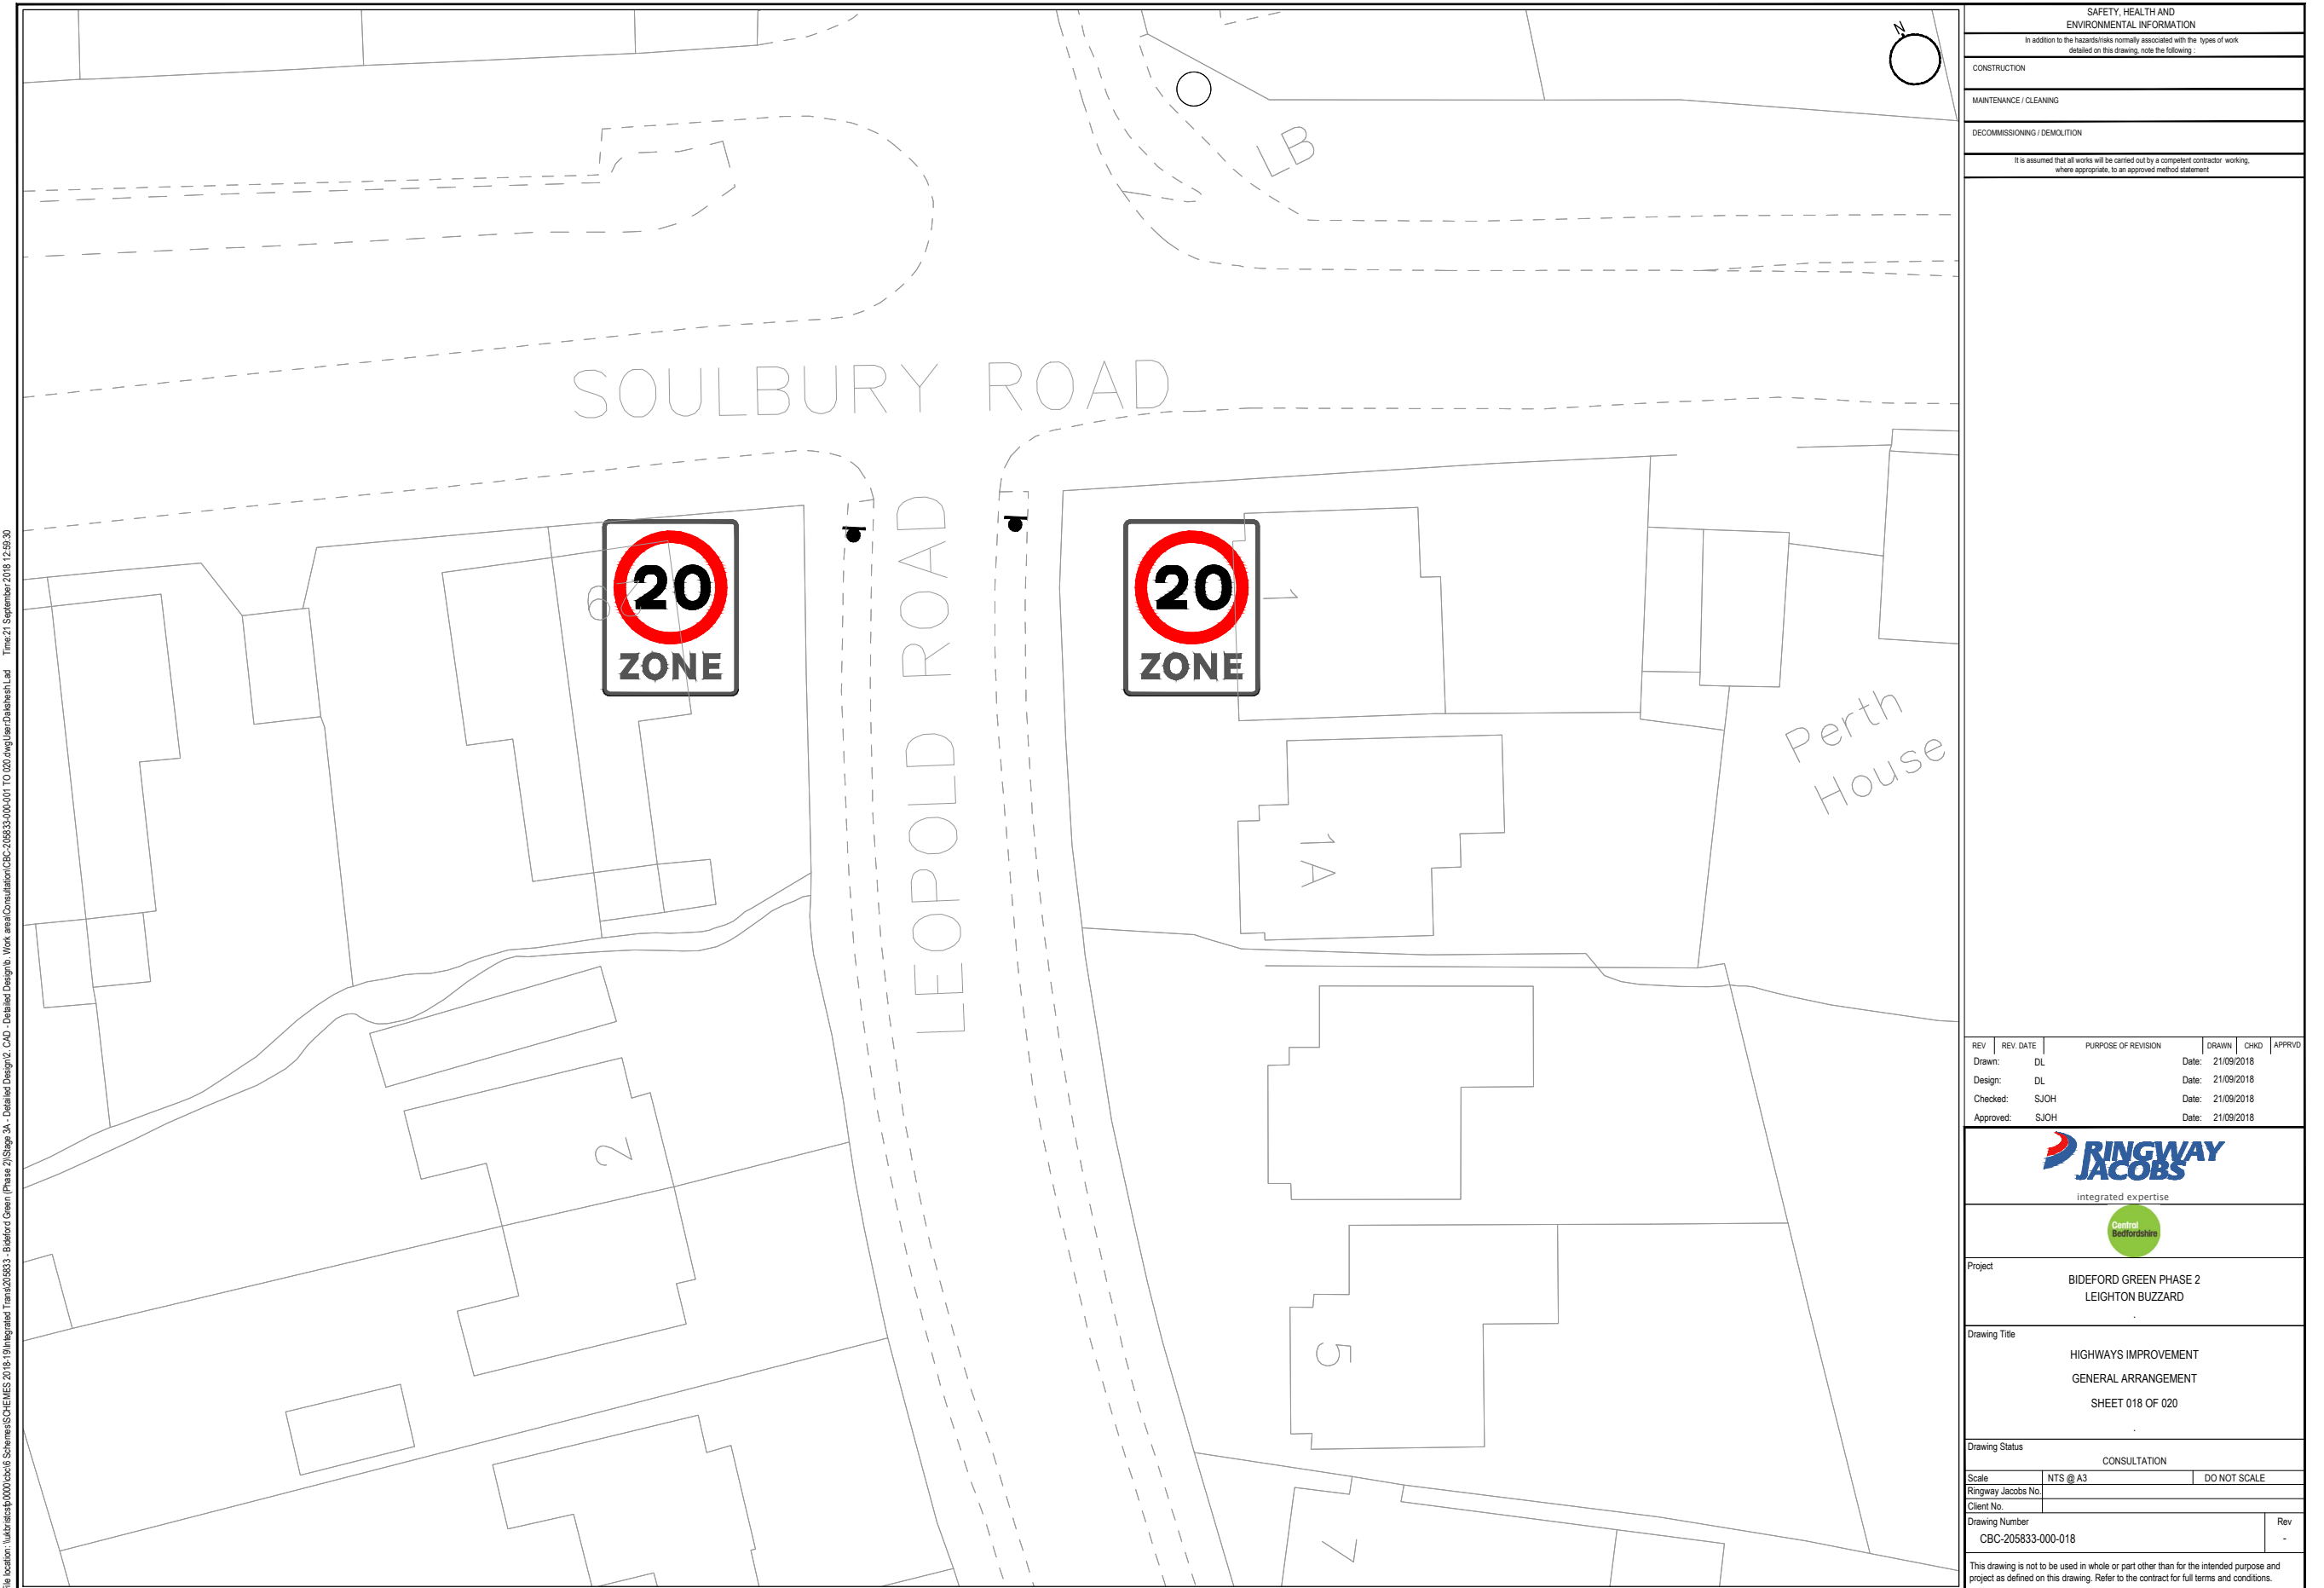 SAFETY, HEALTH AND
ENVIRONMENTAL INFORMATION
In addition to the hazards/risks normally associated with the types of work
detailed on this drawing, note the following :
CONSTRUCTION
MAINTENANCE / CLEANING
DECOMMISSIONING / DEMOLITION
It is assumed that all works will be carried out by a competent contractor working,
where appropriate, to an approved method statement
N
LB
SOULBURY ROAD
LEOPOLD ROAD
20
ZONE
20
ZONE
1
1A
Perth
House
2
5
7
REV REV. DATE PURPOSE OF REVISION DRAWN CHKD APPRVD
Drawn: DL Date: 21/09/2018
Design: DL Date: 21/09/2018
Checked: SJOH Date: 21/09/2018
Approved: SJOH Date: 21/09/2018
RINGWAY
JACOBS
integrated expertise
Central
Bedfordshire
Project
BIDEFORD GREEN PHASE 2
LEIGHTON BUZZARD
.
Drawing Title
HIGHWAYS IMPROVEMENT
GENERAL ARRANGEMENT
SHEET 018 OF 020
.
Drawing Status
CONSULTATION
Scale NTS @ A3 DO NOT SCALE
Ringway Jacobs No.
Client No.
Drawing Number Rev
CBC-205833-000-018 -
This drawing is not to be used in whole or part other than for the intended purpose and
project as defined on this drawing. Refer to the contract for full terms and conditions.